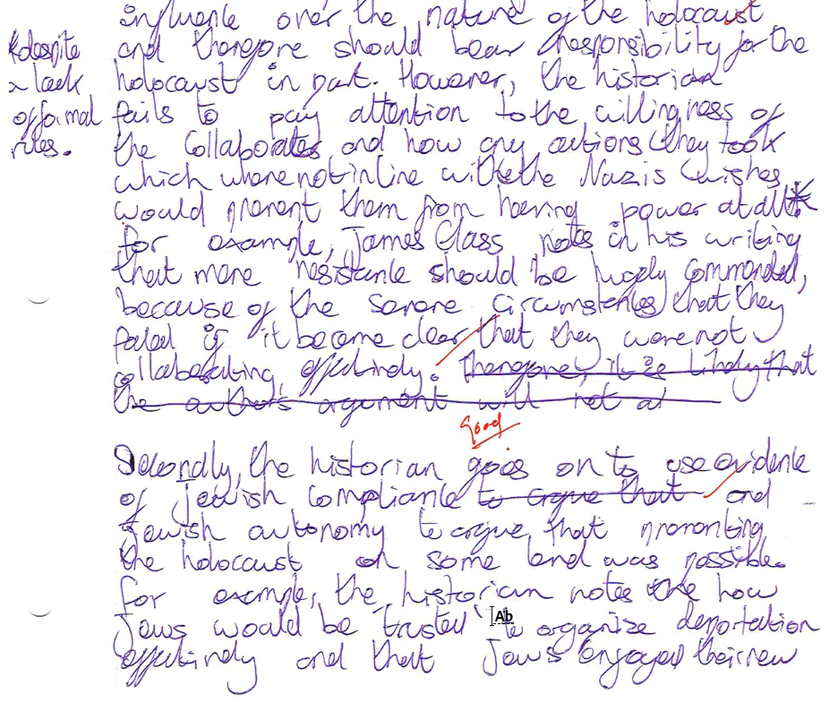 influence over the nature of the holocaust
and therefore should bear responsibility for the
holocaust in part. However, the historian
fails to pay attention to the willingness of
the Collaborates and how any actions they took
which where not in line with the Nazis wishes
would prevent them from having power at all*.
*despite
a lack
of formal
rules.
for example, James Glass notes in his writing
that mere resistance should be hugely commended,
because of the severe circumstances that they
faced if it became clear that they were not
collaborating, effectively. therefore, it is likely that
the authors argument will not a
Good
Secondly, the historian goes on to use evidence
of Jewish compliance to argue that and
Jewish autonomy to argue that preventing
the holocaust on some level was possible.
for example, the historian notes the how
Jews would be trusted to organize deportation
Ab
effectively and that Jews enjoyed their new